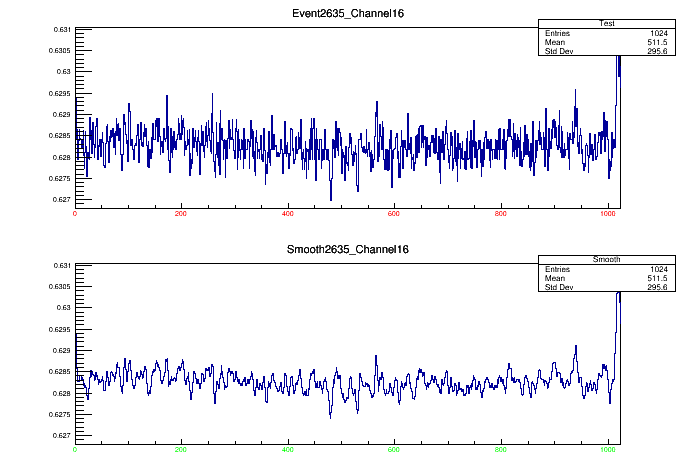 Event2635_Channel16
Test
Entries 1024
Mean 511.5
Std Dev 295.6
0.631
0.6305
0.63
0.6295
0.629
0.6285
0.628
0.6275
0.627
0 200 400 600 800 1000
Smooth2635_Channel16
Smooth
Entries 1024
Mean 511.5
Std Dev 295.6
0.631
0.6305
0.63
0.6295
0.629
0.6285
0.628
0.6275
0.627
0 200 400 600 800 1000